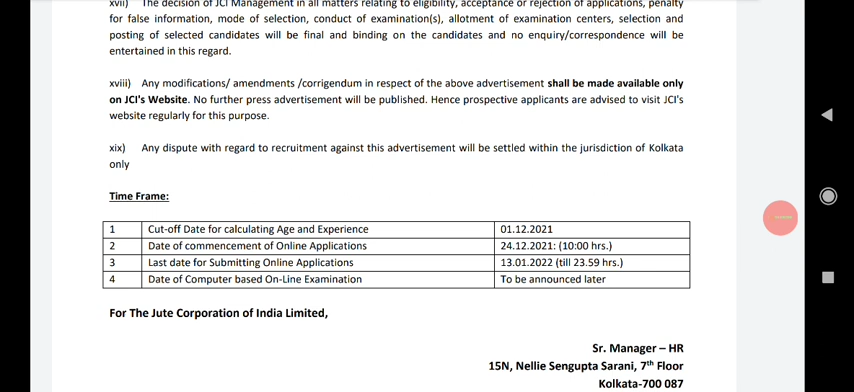 xvii) The decision of JCI Management in all matters relating to eligibility, acceptance or rejection of applications, penalty
for false information, mode of selection, conduct of examination(s), allotment of examination centers, selection and
posting of selected candidates will be final and binding on the candidates and no enquiry/correspondence will be
entertained in this regard.
xviii) Any modifications/ amendments /corrigendum in respect of the above advertisement shall be made available only
on JCI's Website. No further press advertisement will be published. Hence prospective applicants are advised to visit JCI's
website regularly for this purpose.
xix) Any dispute with regard to recruitment against this advertisement will be settled within the jurisdiction of Kolkata
only
Time Frame:
1 Cut-off Date for calculating Age and Experience 01.12.2021
2 Date of commencement of Online Applications 24.12.2021: (10:00 hrs.)
3 Last date for Submitting Online Applications 13.01.2022 (till 23.59 hrs.)
4 Date of Computer based On-Line Examination To be announced later
For The Jute Corporation of India Limited,
Sr. Manager – HR
15N, Nellie Sengupta Sarani, 7th Floor
Kolkata-700 087